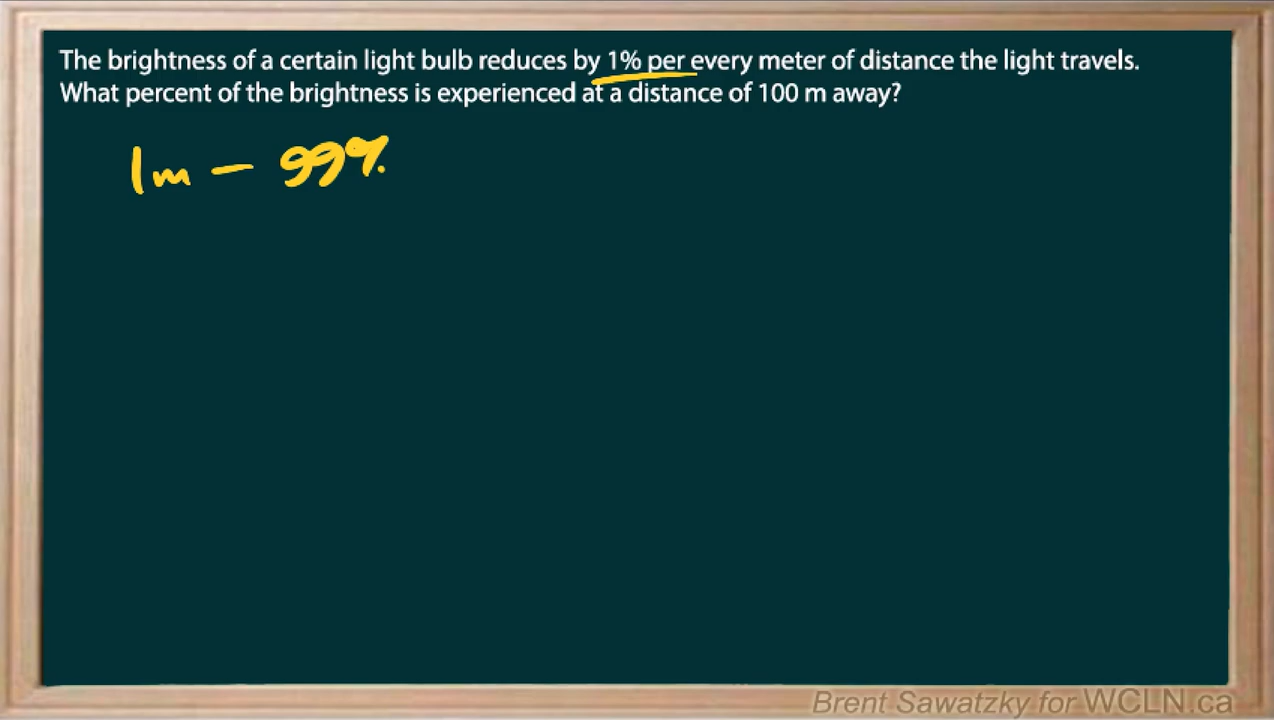 The brightness of a certain light bulb reduces by 1% per every meter of distance the light travels.
What percent of the brightness is experienced at a distance of 100 m away?
1m - 99%
Brent Sawatzky for WCLN.ca